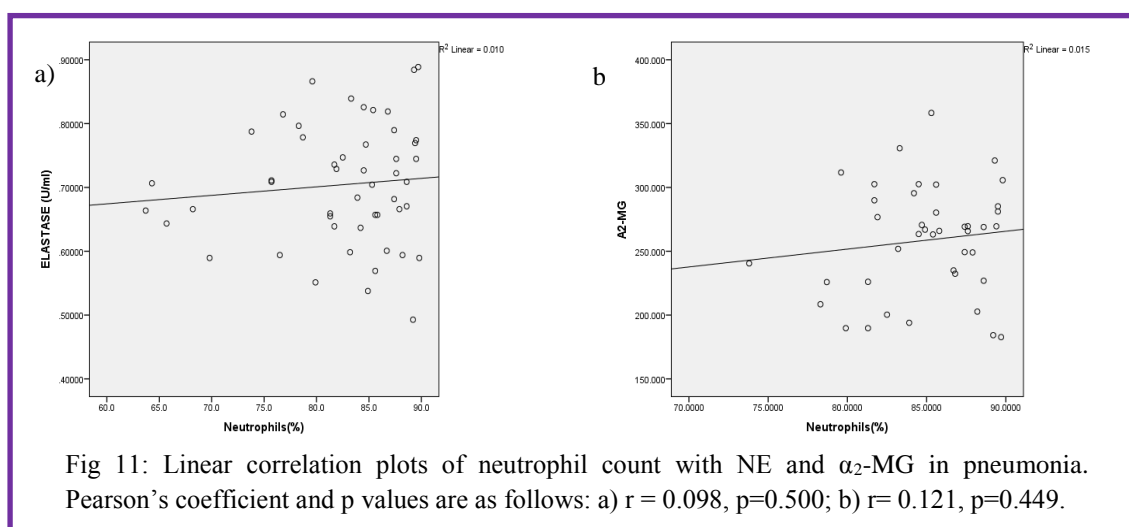 a)
R² Linear = 0.010
.90000
.80000
.70000
.60000
.50000
.40000
ELASTASE (U/ml)
60.0 65.0 70.0 75.0 80.0 85.0 90.0
Neutrophils(%)
b
R² Linear = 0.015
400.000
350.000
300.000
250.000
200.000
150.000
A2-MG
70.0000 75.0000 80.0000 85.0000 90.0000
Neutrophils(%)
Fig 11: Linear correlation plots of neutrophil count with NE and α₂-MG in pneumonia.
Pearson’s coefficient and p values are as follows: a) r = 0.098, p=0.500; b) r= 0.121, p=0.449.